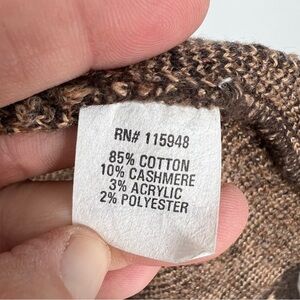 RN# 115948
85% COTTON
10% CASHMERE
3% ACRYLIC
2% POLYESTER